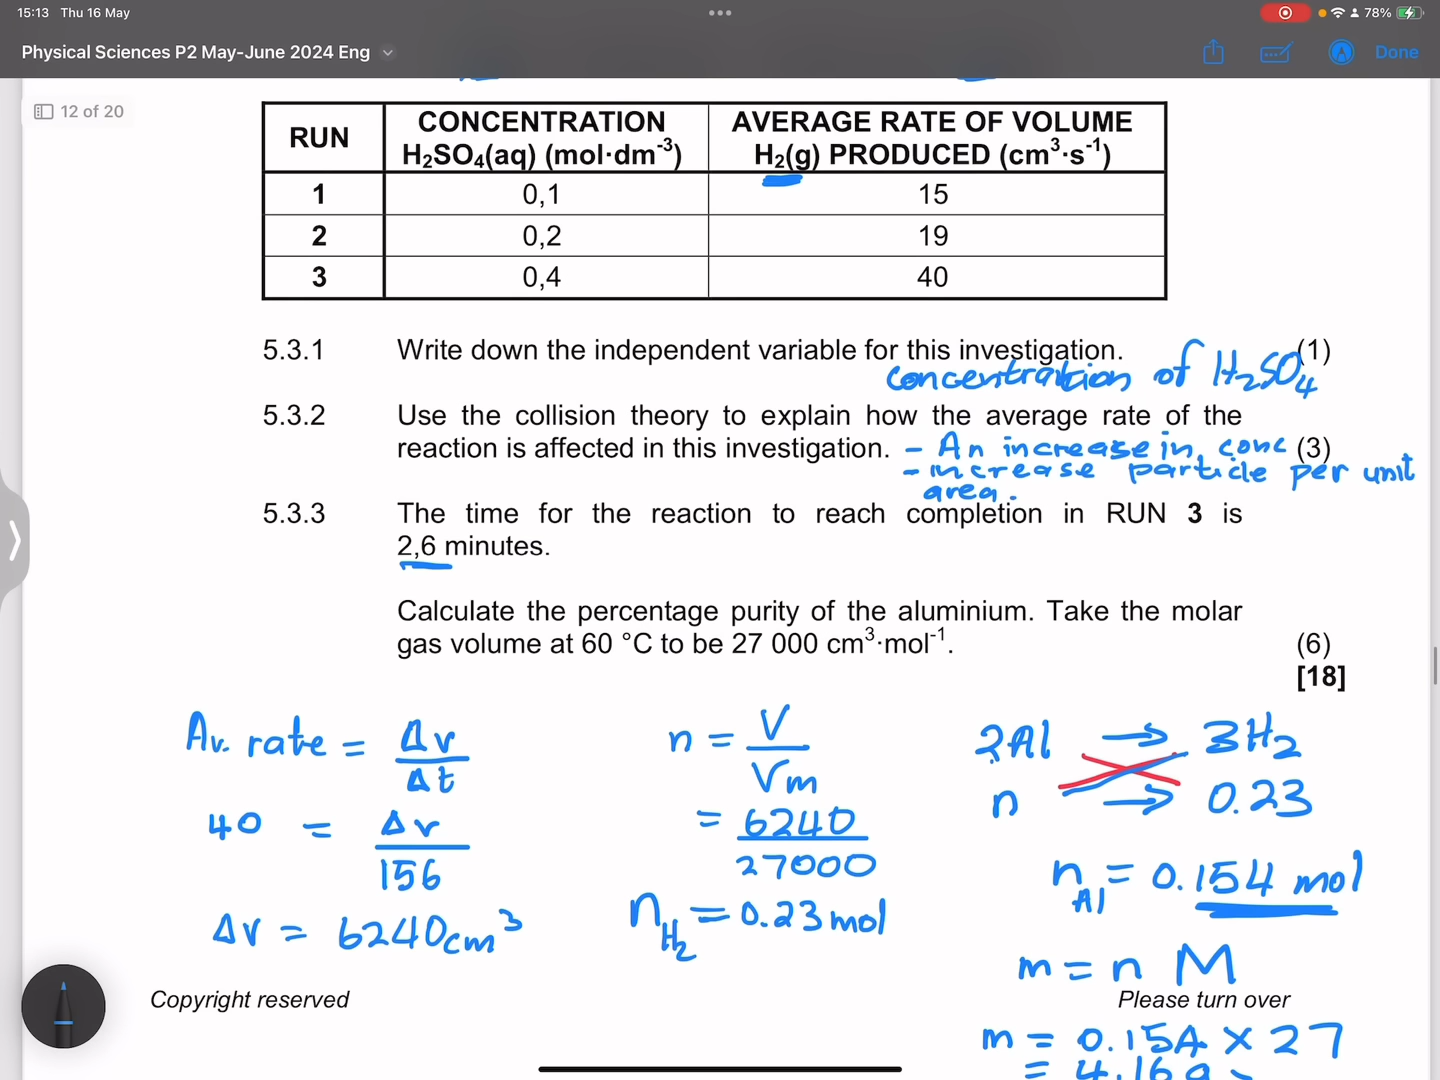 15:13 Thu 16 May
78%
Physical Sciences P2 May-June 2024 Eng
Done
12 of 20
RUN CONCENTRATION H₂SO₄(aq) (mol·dm⁻³) AVERAGE RATE OF VOLUME H₂(g) PRODUCED (cm³·s⁻¹)
1 0,1 15
2 0,2 19
3 0,4 40
5.3.1 Write down the independent variable for this investigation. (1)
concentration of H₂SO₄
5.3.2 Use the collision theory to explain how the average rate of the
reaction is affected in this investigation. (3)
- An increase in conc
- increase particle per unit
area.
5.3.3 The time for the reaction to reach completion in RUN 3 is
2,6 minutes.
Calculate the percentage purity of the aluminium. Take the molar
gas volume at 60 °C to be 27 000 cm³·mol⁻¹. (6)
[18]
Av. rate = Δv / Δt
40 = Δv / 156
Δv = 6240cm³
n = V / Vm
= 6240 / 27000
n H₂ = 0.23mol
2Al → 3H₂
n → 0.23
n Al = 0.154 mol
m = n M
Copyright reserved Please turn over
m = 0.154 × 27
= 4.16g